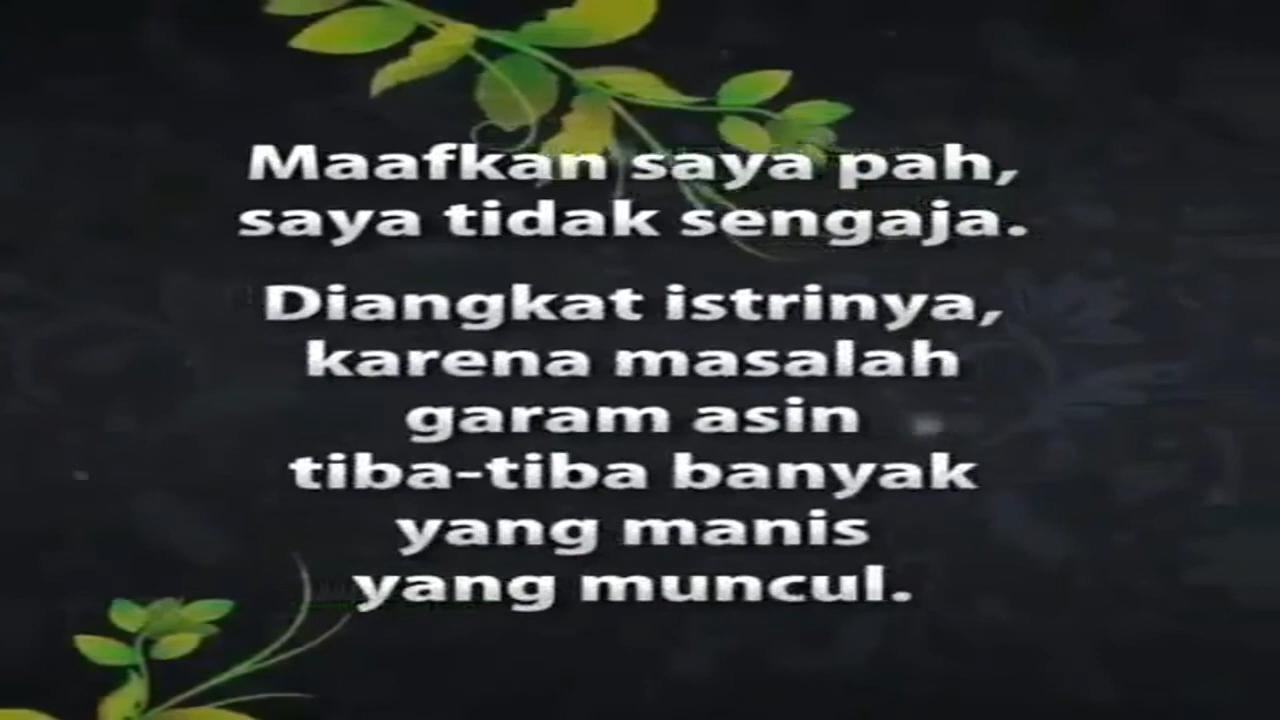 Maafkan saya pah,
saya tidak sengaja.
Diangkat istrinya,
karena masalah
garam asin
tiba-tiba banyak
yang manis
yang muncul.